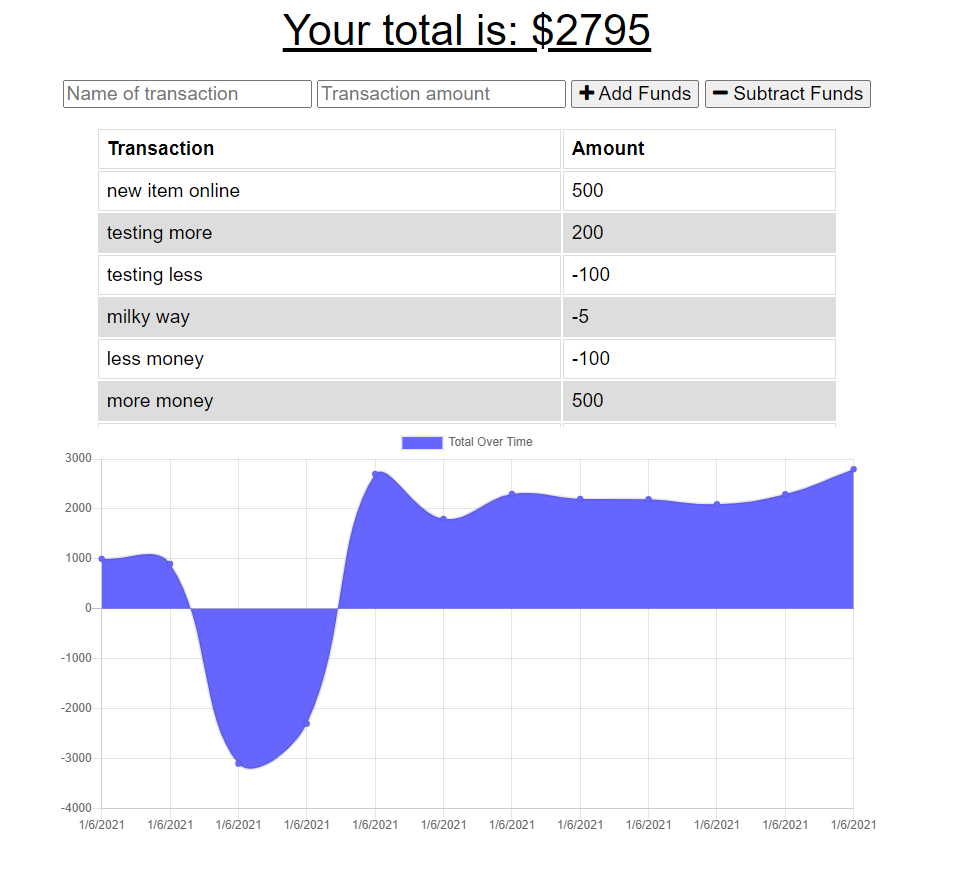 Your total is: $2795
Name of transaction Transaction amount + Add Funds − Subtract Funds
Transaction Amount
new item online 500
testing more 200
testing less -100
milky way -5
less money -100
more money 500
Total Over Time
3000
2000
1000
0
-1000
-2000
-3000
-4000
1/6/2021 1/6/2021 1/6/2021 1/6/2021 1/6/2021 1/6/2021 1/6/2021 1/6/2021 1/6/2021 1/6/2021 1/6/2021 1/6/2021